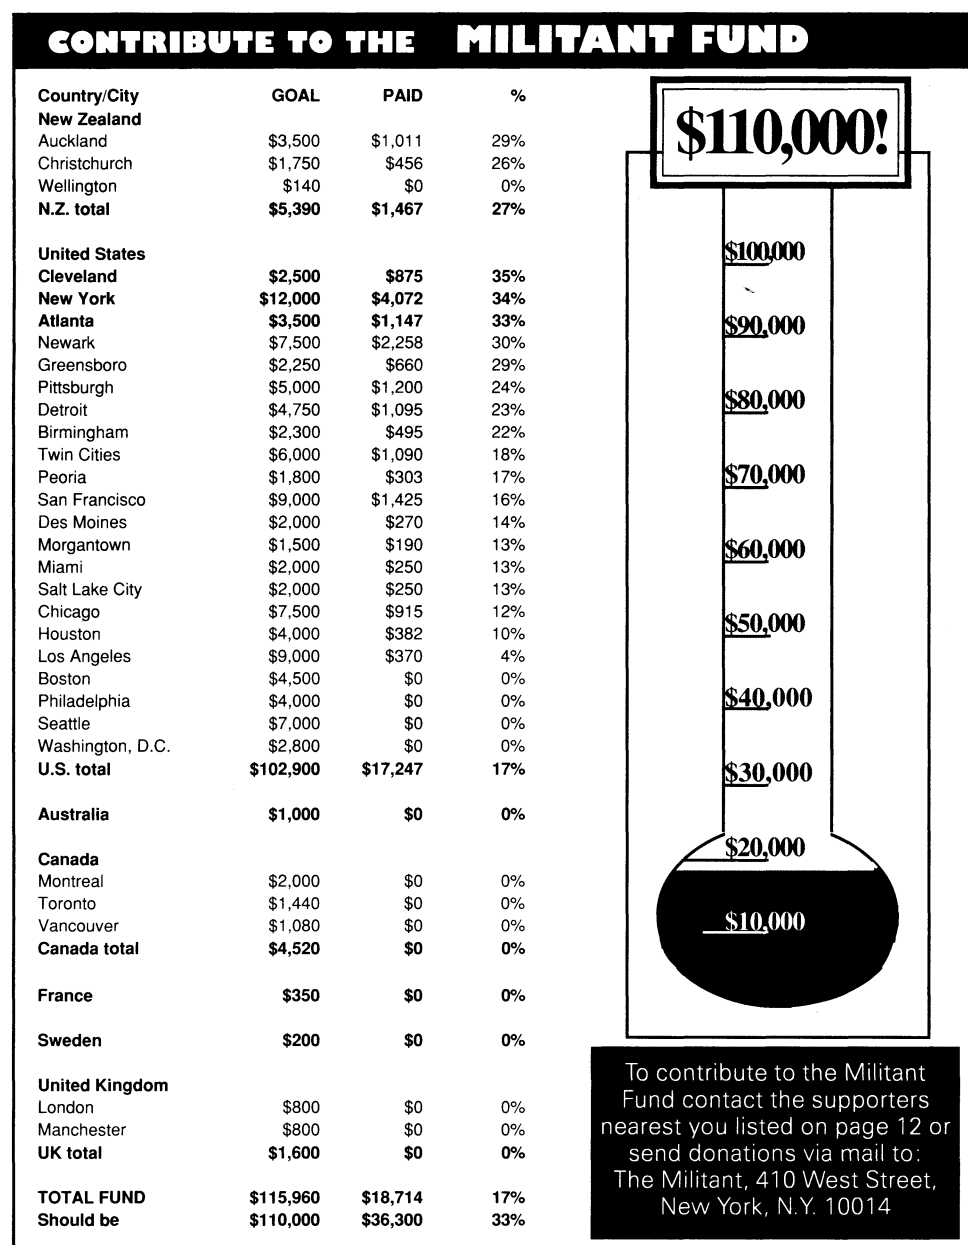 CONTRIBUTE TO THE MILITANT FUND
Country/City GOAL PAID %
New Zealand
Auckland $3,500 $1,011 29%
Christchurch $1,750 $456 26%
Wellington $140 $0 0%
N.Z. total $5,390 $1,467 27%
United States
Cleveland $2,500 $875 35%
New York $12,000 $4,072 34%
Atlanta $3,500 $1,147 33%
Newark $7,500 $2,258 30%
Greensboro $2,250 $660 29%
Pittsburgh $5,000 $1,200 24%
Detroit $4,750 $1,095 23%
Birmingham $2,300 $495 22%
Twin Cities $6,000 $1,090 18%
Peoria $1,800 $303 17%
San Francisco $9,000 $1,425 16%
Des Moines $2,000 $270 14%
Morgantown $1,500 $190 13%
Miami $2,000 $250 13%
Salt Lake City $2,000 $250 13%
Chicago $7,500 $915 12%
Houston $4,000 $382 10%
Los Angeles $9,000 $370 4%
Boston $4,500 $0 0%
Philadelphia $4,000 $0 0%
Seattle $7,000 $0 0%
Washington, D.C. $2,800 $0 0%
U.S. total $102,900 $17,247 17%
Australia $1,000 $0 0%
Canada
Montreal $2,000 $0 0%
Toronto $1,440 $0 0%
Vancouver $1,080 $0 0%
Canada total $4,520 $0 0%
France $350 $0 0%
Sweden $200 $0 0%
United Kingdom
London $800 $0 0%
Manchester $800 $0 0%
UK total $1,600 $0 0%
TOTAL FUND $115,960 $18,714 17%
Should be $110,000 $36,300 33%
$110,000!
$100,000
$90,000
$80,000
$70,000
$60,000
$50,000
$40,000
$30,000
$20,000
$10,000
To contribute to the Militant
Fund contact the supporters
nearest you listed on page 12 or
send donations via mail to:
The Militant, 410 West Street,
New York, N.Y. 10014